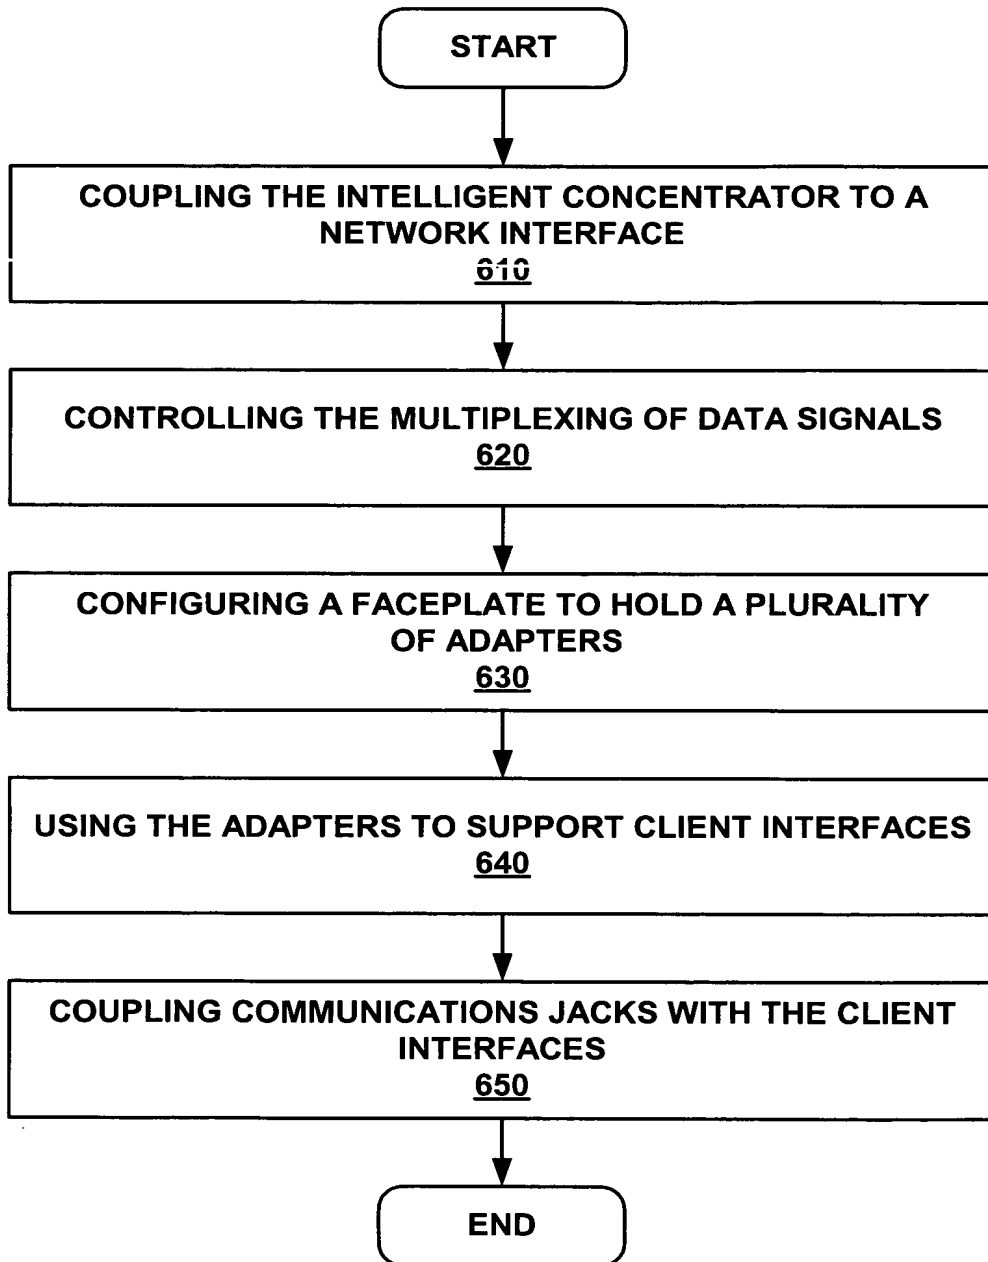 START
COUPLING THE INTELLIGENT CONCENTRATOR TO A
NETWORK INTERFACE
610
CONTROLLING THE MULTIPLEXING OF DATA SIGNALS
620
CONFIGURING A FACEPLATE TO HOLD A PLURALITY
OF ADAPTERS
630
USING THE ADAPTERS TO SUPPORT CLIENT INTERFACES
640
COUPLING COMMUNICATIONS JACKS WITH THE CLIENT
INTERFACES
650
END